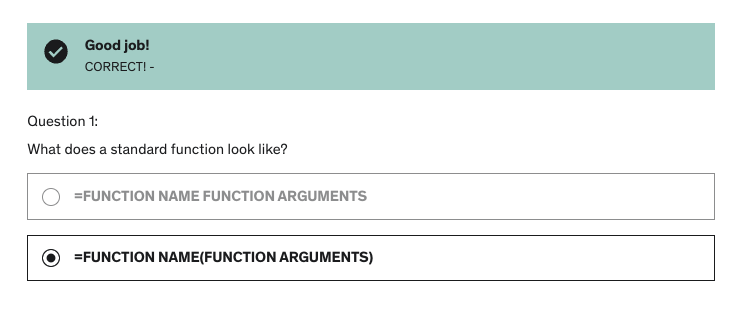 Good job!
CORRECT! -
Question 1:
What does a standard function look like?
=FUNCTION NAME FUNCTION ARGUMENTS
=FUNCTION NAME(FUNCTION ARGUMENTS)